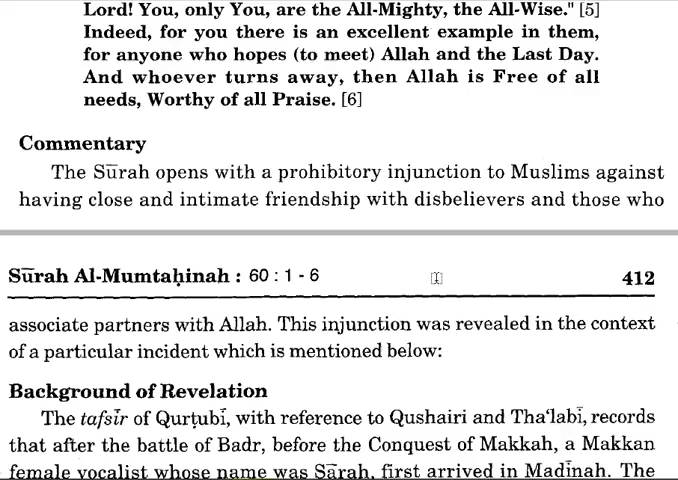 Lord! You, only You, are the All-Mighty, the All-Wise." [5]
Indeed, for you there is an excellent example in them,
for anyone who hopes (to meet) Allah and the Last Day.
And whoever turns away, then Allah is Free of all
needs, Worthy of all Praise. [6]
Commentary
The Sūrah opens with a prohibitory injunction to Muslims against
having close and intimate friendship with disbelievers and those who
Sūrah Al-Mumtaḥinah : 60 : 1 - 6 412
associate partners with Allah. This injunction was revealed in the context
of a particular incident which is mentioned below:
Background of Revelation
The tafsīr of Qurṭubī, with reference to Qushairi and Tha‘labī, records
that after the battle of Badr, before the Conquest of Makkah, a Makkan
female vocalist whose name was Sārah, first arrived in Madīnah. The